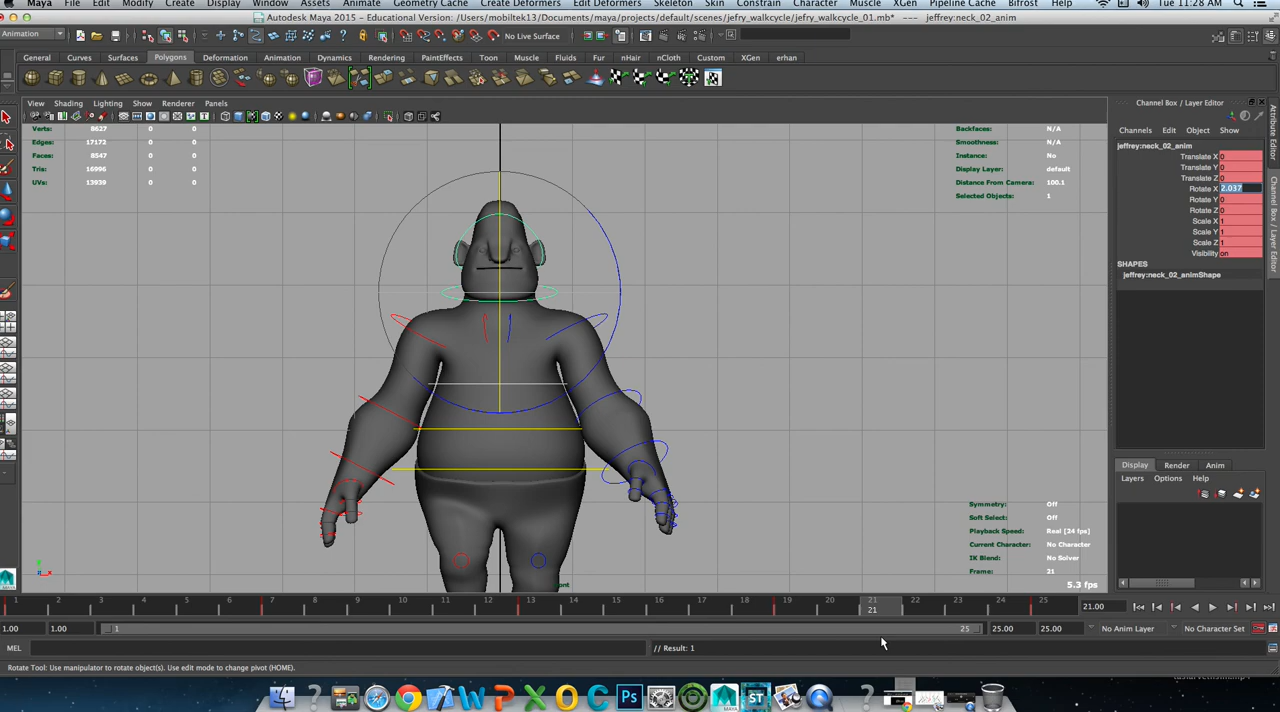 Maya File Edit Modify Create Display Window Assets Animate Geometry Cache Create Deformers Edit Deformers Skeleton Skin Constrain Character Muscle XGen Pipeline Cache Bifrost Help Tue 11:28 AM
Autodesk Maya 2015 - Educational Version: /Users/mobiltek13/Documents/maya/projects/default/scenes/jefry_walkcycle/jefry_walkcycle_01.mb* --- jeffrey:neck_02_anim
Animation No Live Surface
General Curves Surfaces Polygons Deformation Animation Dynamics Rendering PaintEffects Toon Muscle Fluids Fur nHair nCloth Custom XGen erhan
View Shading Lighting Show Renderer Panels
Channel Box / Layer Editor
Channels Edit Object Show
Verts: 8627 0 0
Edges: 17172 0 0
Faces: 8547 0 0
Tris: 16996 0 0
UVs: 13939 0 0
Backfaces: N/A
Smoothness: N/A
Instance: No
Display Layer: default
Distance From Camera: 100.1
Selected Objects: 1
jeffrey:neck_02_anim
Translate X 0
Translate Y 0
Translate Z 0
Rotate X 2.037
Rotate Y 0
Rotate Z 0
Scale X 1
Scale Y 1
Scale Z 1
Visibility on
SHAPES
jeffrey:neck_02_animShape
Attribute Editor
Channel Box / Layer Editor
Display Render Anim
Layers Options Help
Symmetry: Off
Soft Select: Off
Playback Speed: Real [24 fps]
Current Character: No Character
IK Blend: No Solver
Frame: 21
5.3 fps
1 2 3 4 5 6 7 8 9 10 11 12 13 14 15 16 17 18 19 20 21 22 23 24 25
21
21.00
1.00 1.00 1 25 25.00 25.00 No Anim Layer No Character Set
MEL // Result: 1
Rotate Tool: Use manipulator to rotate object(s). Use edit mode to change pivot (HOME).